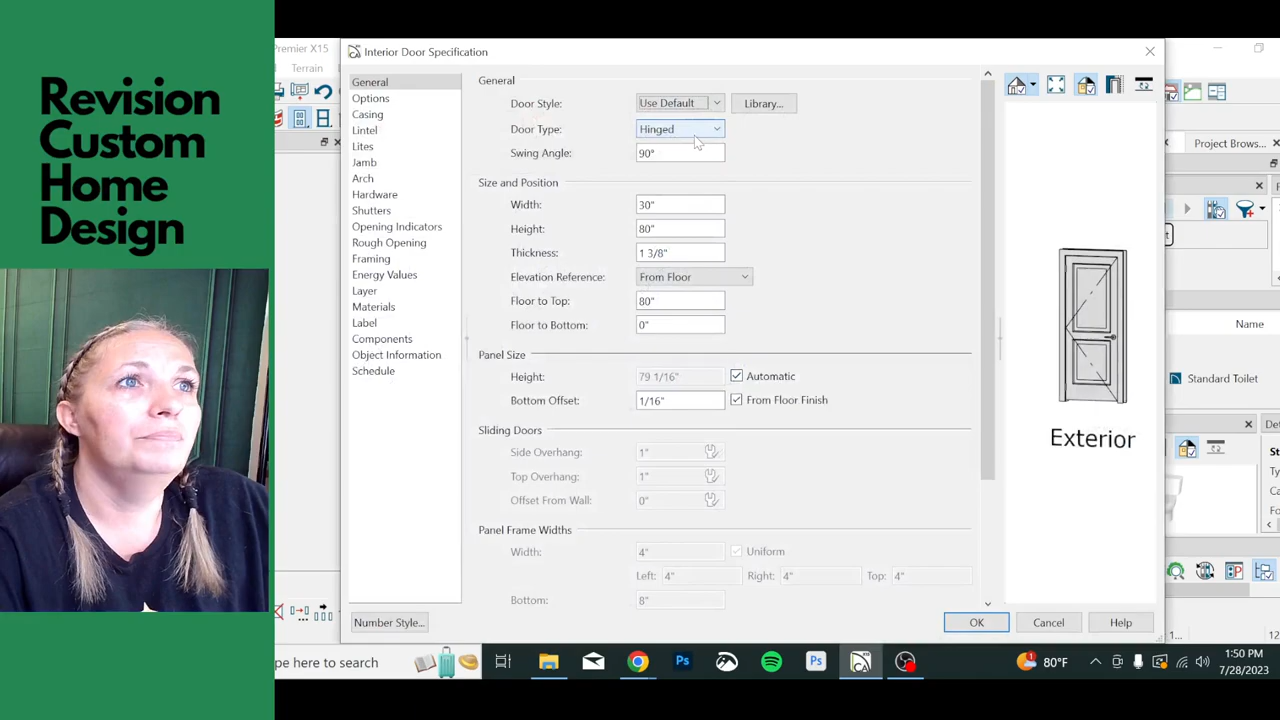 Revision
Custom
Home
Design
Premier X15
Terrain
Interior Door Specification
General
Options
Casing
Lintel
Lites
Jamb
Arch
Hardware
Shutters
Opening Indicators
Rough Opening
Framing
Energy Values
Layer
Materials
Label
Components
Object Information
Schedule
Number Style...
General
Door Style: Use Default Library...
Door Type: Hinged
Swing Angle: 90°
Size and Position
Width: 30"
Height: 80"
Thickness: 1 3/8"
Elevation Reference: From Floor
Floor to Top: 80"
Floor to Bottom: 0"
Panel Size
Height: 79 1/16" Automatic
Bottom Offset: 1/16" From Floor Finish
Sliding Doors
Side Overhang: 1"
Top Overhang: 1"
Offset From Wall: 0"
Panel Frame Widths
Width: 4" Uniform
Left: 4" Right: 4" Top: 4"
Bottom: 8"
OK Cancel Help
Exterior
Project Brows...
Name
Standard Toilet
pe here to search
80°F
1:50 PM
7/28/2023